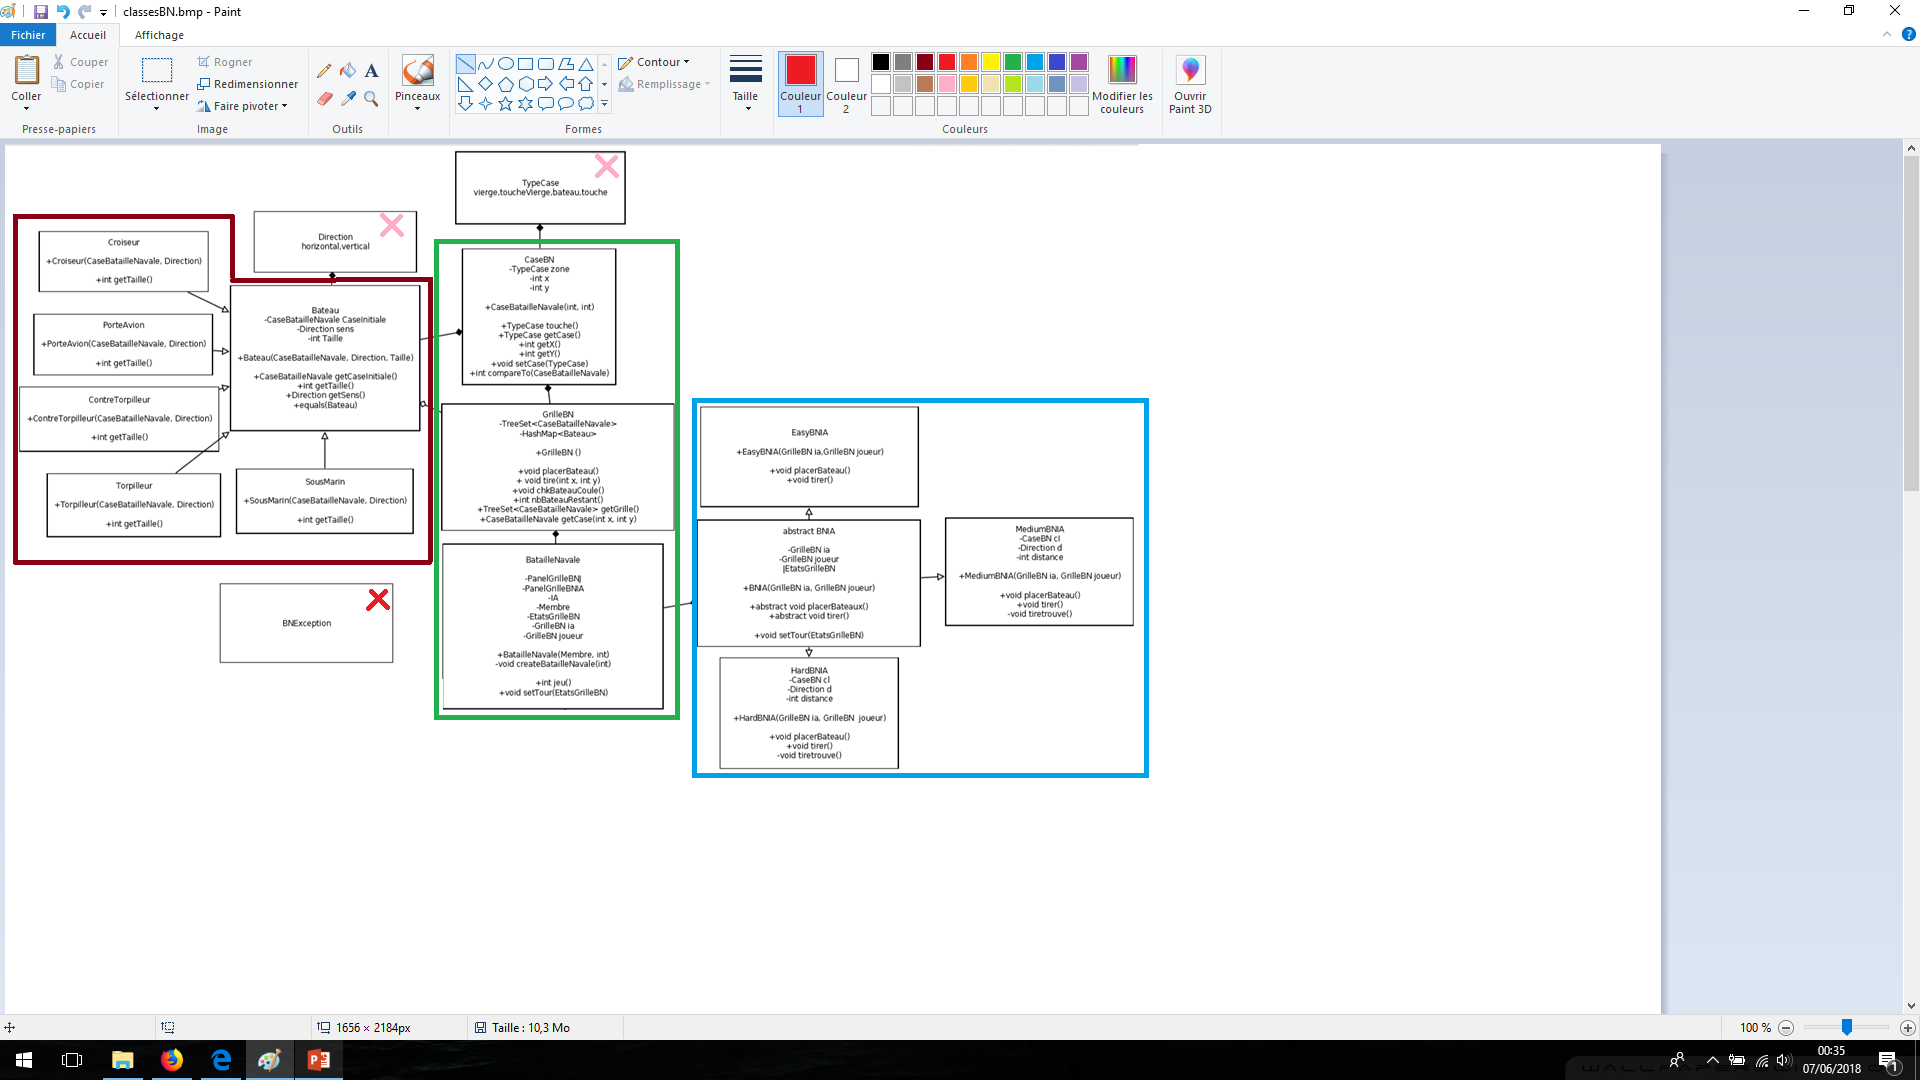 classesBN.bmp - Paint
Fichier
Accueil
Affichage
Coller
Couper
Copier
Presse-papiers
Sélectionner
Rogner
Redimensionner
Faire pivoter
Image
A
Outils
Pinceaux
Contour
Remplissage
Formes
Taille
Couleur 1
Couleur 2
Modifier les couleurs
Couleurs
Ouvrir Paint 3D
TypeCase
vierge,toucheVierge,bateau,touche
Direction
horizontal,vertical
Croiseur
+Croiseur(CaseBatailleNavale, Direction)
+int getTaille()
PorteAvion
+PorteAvion(CaseBatailleNavale, Direction)
+int getTaille()
ContreTorpilleur
+ContreTorpilleur(CaseBatailleNavale, Direction)
+int getTaille()
Torpilleur
+Torpilleur(CaseBatailleNavale, Direction)
+int getTaille()
SousMarin
+SousMarin(CaseBatailleNavale, Direction)
+int getTaille()
Bateau
-CaseBatailleNavale CaseInitiale
-Direction sens
-int Taille
+Bateau(CaseBatailleNavale, Direction, Taille)
+CaseBatailleNavale getCaseInitiale()
+int getTaille()
+Direction getSens()
+equals(Bateau)
BNException
CaseBN
-TypeCase zone
-int x
-int y
+CaseBatailleNavale(int, int)
+TypeCase touche()
+TypeCase getCase()
+int getX()
+int getY()
+void setCase(TypeCase)
+int compareTo(CaseBatailleNavale)
GrilleBN
-TreeSet<CaseBatailleNavale>
-HashMap<Bateau>
+GrilleBN ()
+void placerBateau()
+ void tire(int x, int y)
+void chkBateauCoule()
+int nbBateauRestant()
+TreeSet<CaseBatailleNavale> getGrille()
+CaseBatailleNavale getCase(int x, int y)
BatailleNavale
-PanelGrilleBN|
-PanelGrilleBNIA
-IA
-Membre
-EtatsGrilleBN
-GrilleBN ia
-GrilleBN joueur
+BatailleNavale(Membre, int)
-void createBatailleNavale(int)
+int jeu()
+void setTour(EtatsGrilleBN)
EasyBNIA
+EasyBNIA(GrilleBN ia,GrilleBN joueur)
+void placerBateau()
+void tirer()
abstract BNIA
-GrilleBN ia
-GrilleBN joueur
|EtatsGrilleBN
+BNIA(GrilleBN ia, GrilleBN joueur)
+abstract void placerBateaux()
+abstract void tirer()
+void setTour(EtatsGrilleBN)
MediumBNIA
-CaseBN cl
-Direction d
-int distance
+MediumBNIA(GrilleBN ia, GrilleBN joueur)
+void placerBateau()
+void tirer()
-void tiretrouve()
HardBNIA
-CaseBN cl
-Direction d
-int distance
+HardBNIA(GrilleBN ia, GrilleBN joueur)
+void placerBateau()
+void tirer()
-void tiretrouve()
1656 × 2184px
Taille : 10,3 Mo
100 %
00:35
07/06/2018
1